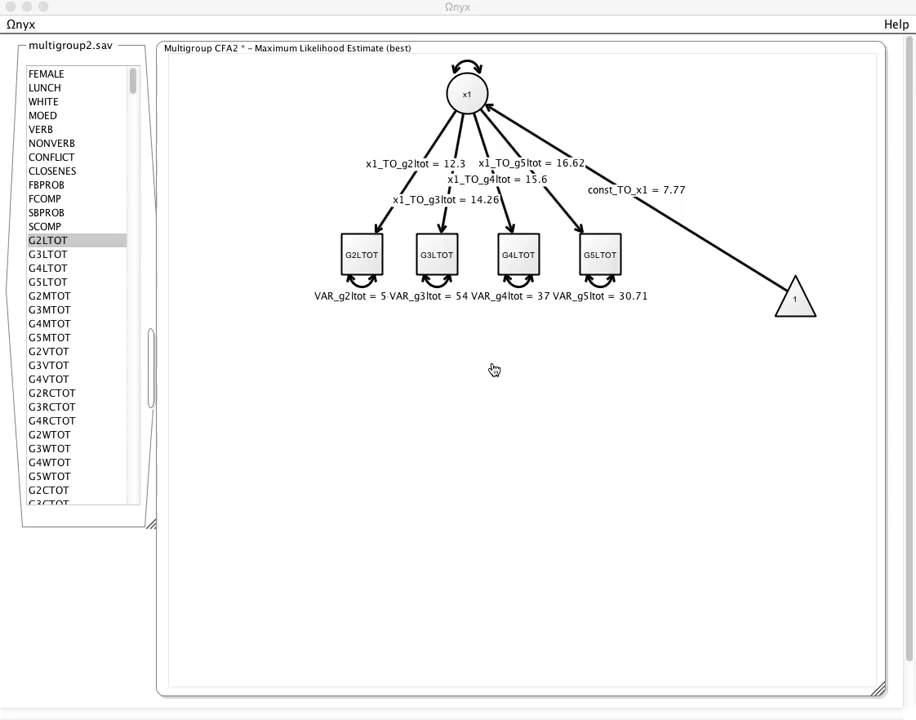 Ωnyx
Ωnyx
Help
multigroup2.sav
FEMALE
LUNCH
WHITE
MOED
VERB
NONVERB
CONFLICT
CLOSENES
FBPROB
FCOMP
SBPROB
SCOMP
G2LTOT
G3LTOT
G4LTOT
G5LTOT
G2MTOT
G3MTOT
G4MTOT
G5MTOT
G2VTOT
G3VTOT
G4VTOT
G2RCTOT
G3RCTOT
G4RCTOT
G2WTOT
G3WTOT
G4WTOT
G5WTOT
G2CTOT
G3CTOT
Multigroup CFA2 * - Maximum Likelihood Estimate (best)
x1
x1_TO_g2ltot = 12.3
x1_TO_g5ltot = 16.62
x1_TO_g4ltot = 15.6
const_TO_x1 = 7.77
x1_TO_g3ltot = 14.26
G2LTOT
G3LTOT
G4LTOT
G5LTOT
1
VAR_g2ltot = 5
VAR_g3ltot = 54
VAR_g4ltot = 37
VAR_g5ltot = 30.71